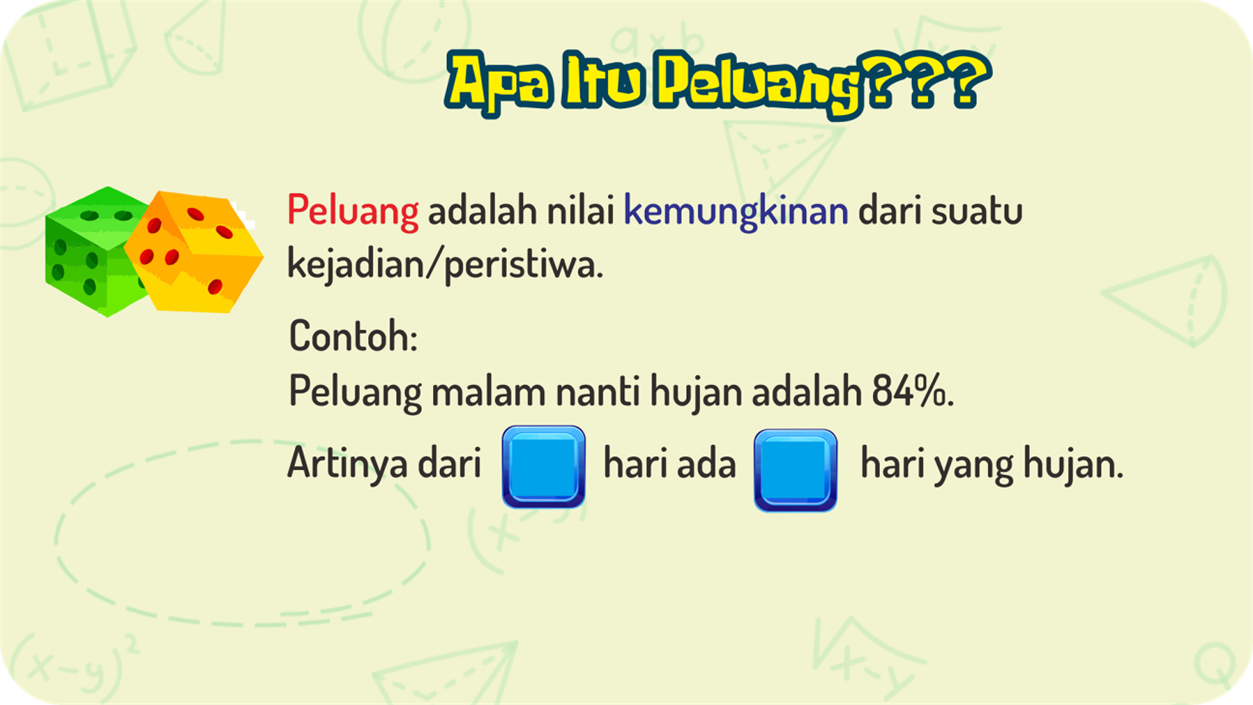 Apa Itu Peluang???
Peluang adalah nilai kemungkinan dari suatu
kejadian/peristiwa.
Contoh:
Peluang malam nanti hujan adalah 84%.
Artinya dari hari ada hari yang hujan.
a×b
√x-y
(x-y)
(x-y)²
√x-y